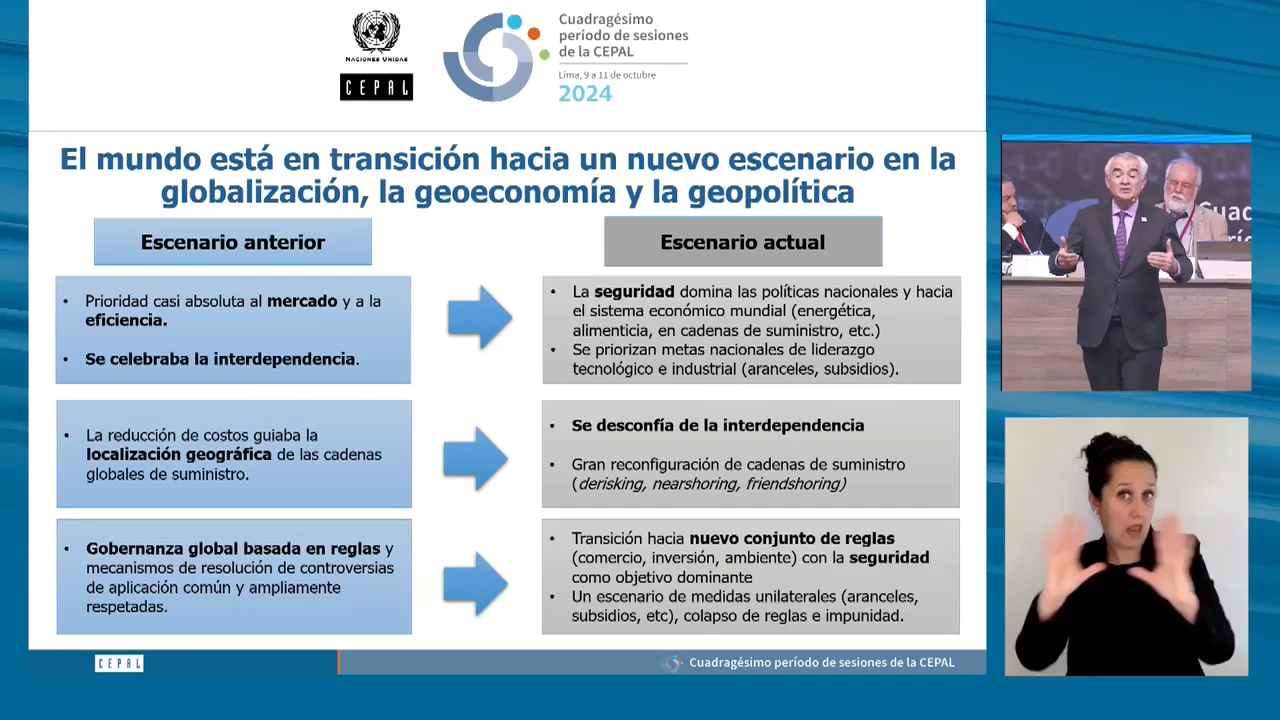 NACIONES UNIDAS
CEPAL
Cuadragésimo
período de sesiones
de la CEPAL
Lima, 9 a 11 de octubre
2024
El mundo está en transición hacia un nuevo escenario en la
globalización, la geoeconomía y la geopolítica
Escenario anterior
Escenario actual
• Prioridad casi absoluta al mercado y a la
eficiencia.
• Se celebraba la interdependencia.
• La seguridad domina las políticas nacionales y hacia
el sistema económico mundial (energética,
alimenticia, en cadenas de suministro, etc.)
• Se priorizan metas nacionales de liderazgo
tecnológico e industrial (aranceles, subsidios).
• La reducción de costos guiaba la
localización geográfica de las cadenas
globales de suministro.
• Se desconfía de la interdependencia
• Gran reconfiguración de cadenas de suministro
(derisking, nearshoring, friendshoring)
• Gobernanza global basada en reglas y
mecanismos de resolución de controversias
de aplicación común y ampliamente
respetadas.
• Transición hacia nuevo conjunto de reglas
(comercio, inversión, ambiente) con la seguridad
como objetivo dominante
• Un escenario de medidas unilaterales (aranceles,
subsidios, etc), colapso de reglas e impunidad.
CEPAL
Cuadragésimo período de sesiones de la CEPAL